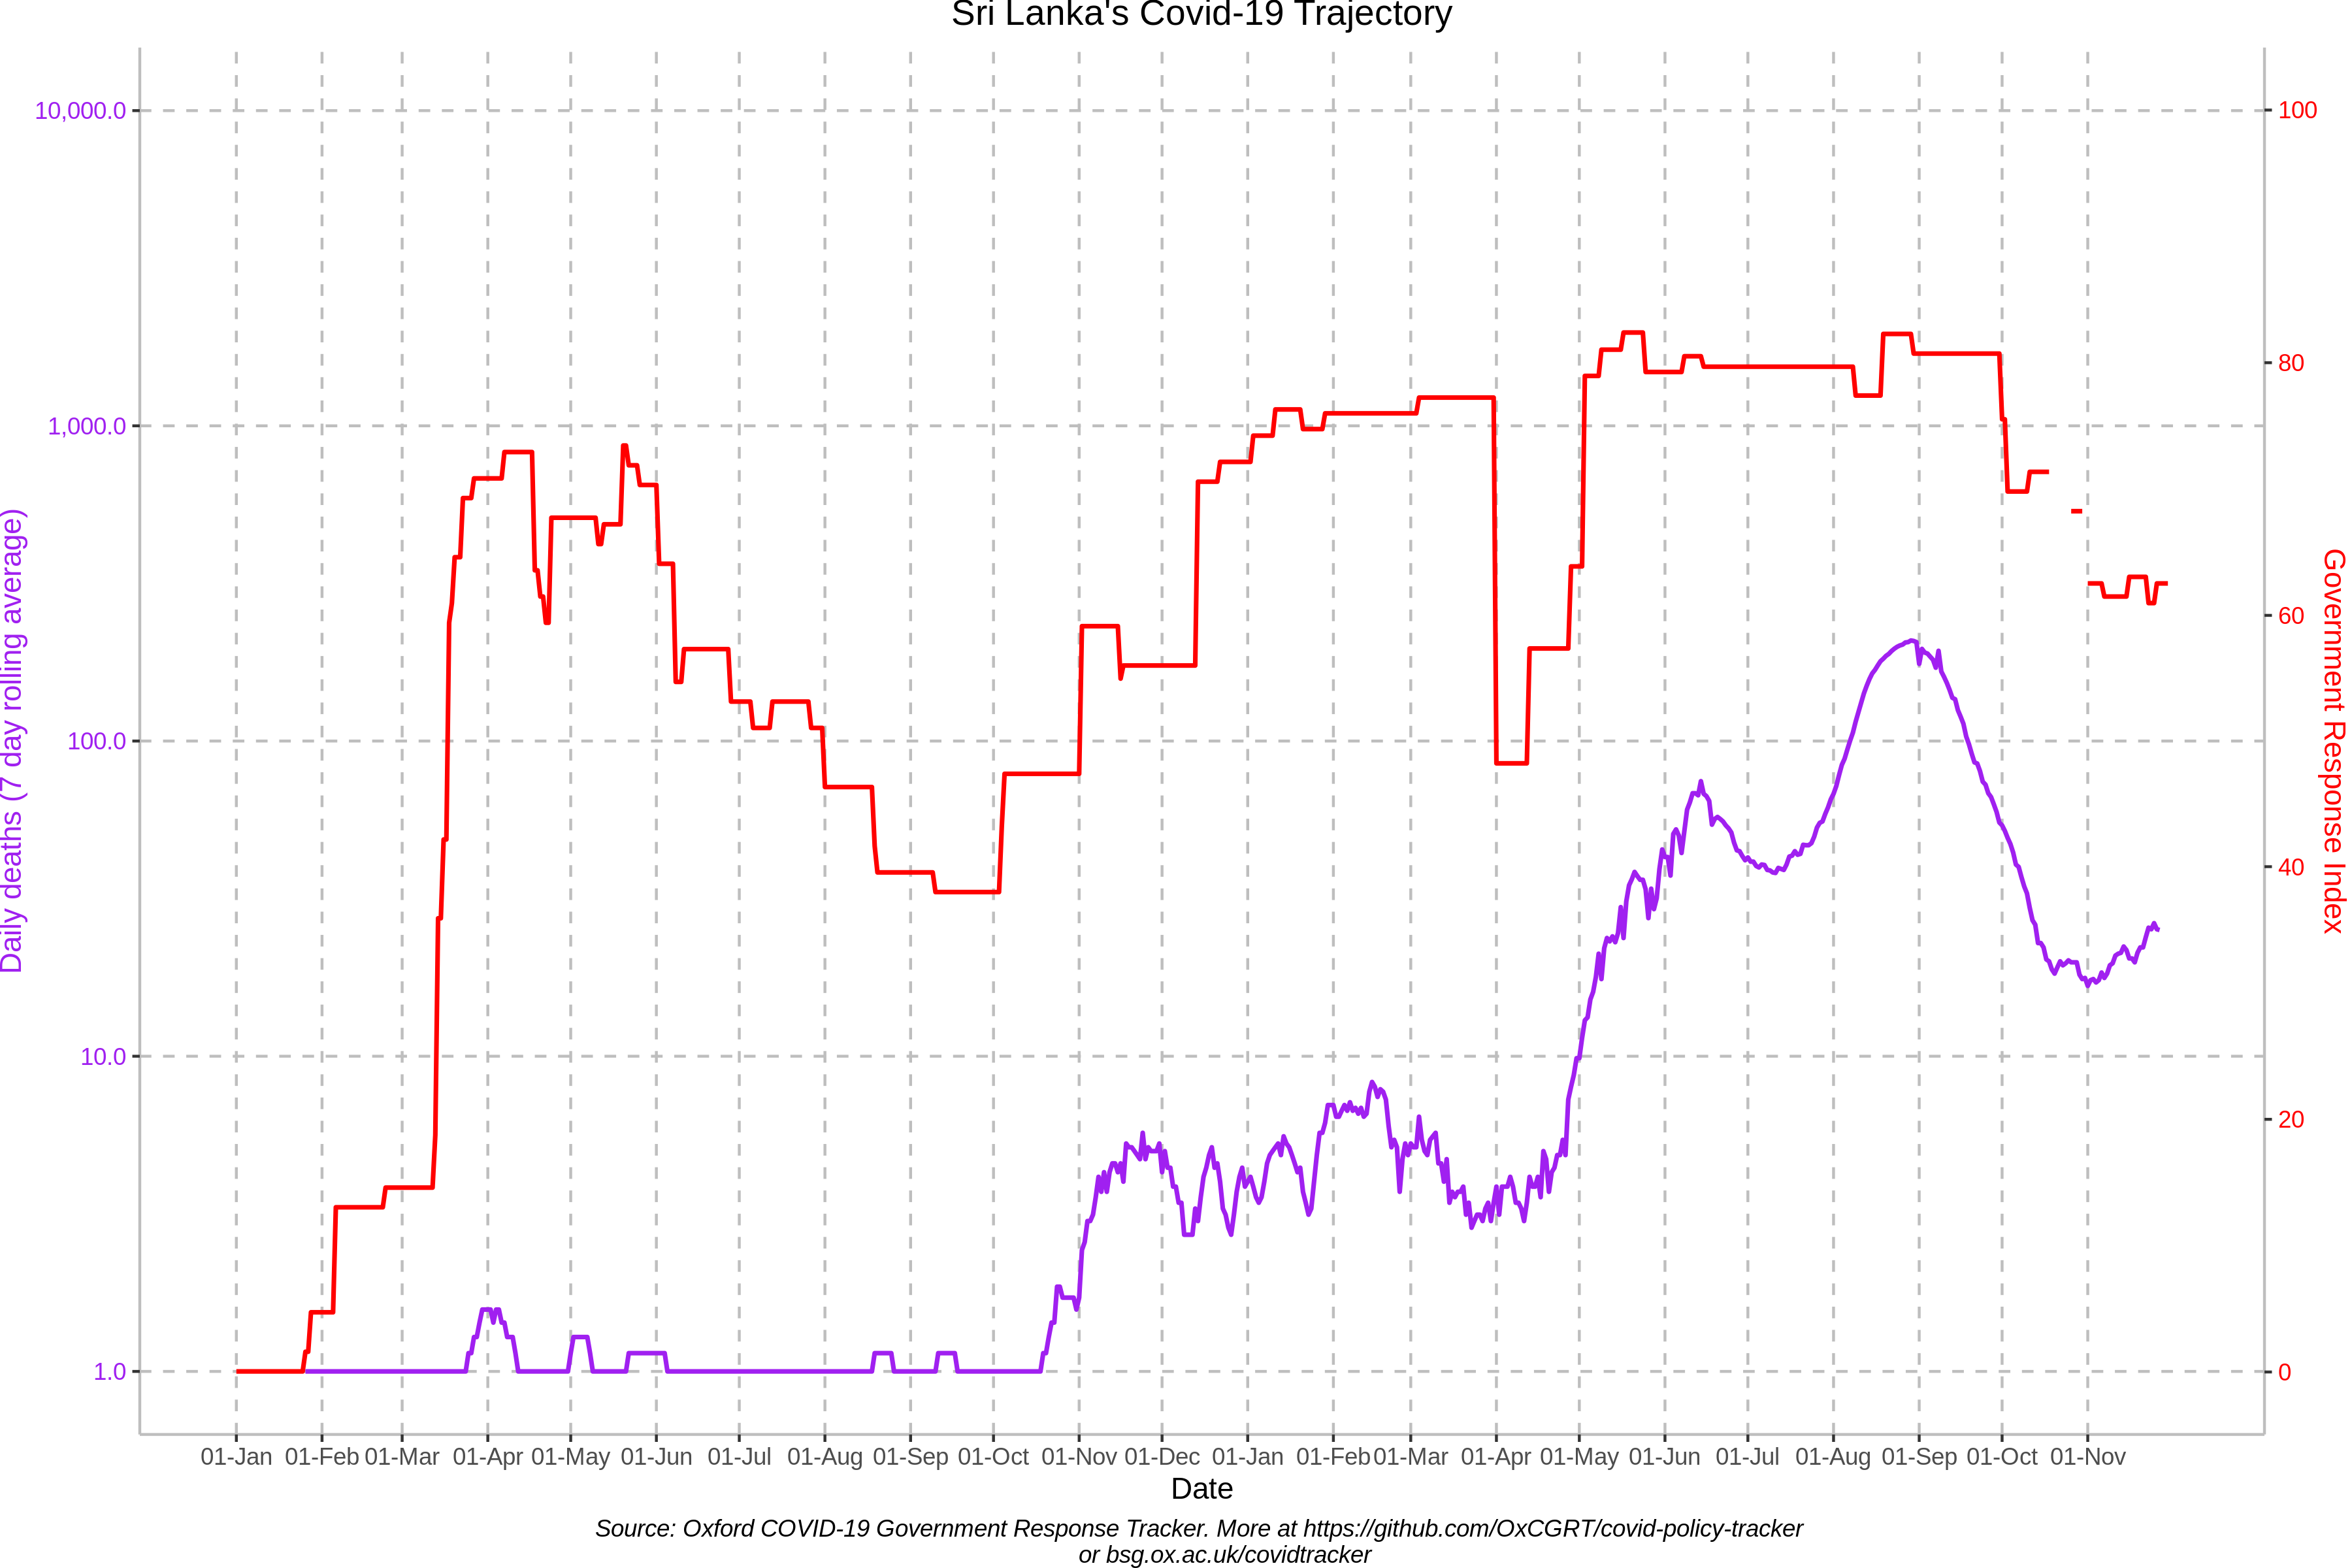 Sri Lanka's Covid-19 Trajectory
10,000.0
1,000.0
100.0
10.0
1.0
Daily deaths (7 day rolling average)
100
80
60
40
20
0
Government Response Index
01-Jan 01-Feb 01-Mar 01-Apr 01-May 01-Jun 01-Jul 01-Aug 01-Sep 01-Oct 01-Nov 01-Dec 01-Jan 01-Feb 01-Mar 01-Apr 01-May 01-Jun 01-Jul 01-Aug 01-Sep 01-Oct 01-Nov
Date
Source: Oxford COVID-19 Government Response Tracker. More at https://github.com/OxCGRT/covid-policy-tracker
or bsg.ox.ac.uk/covidtracker